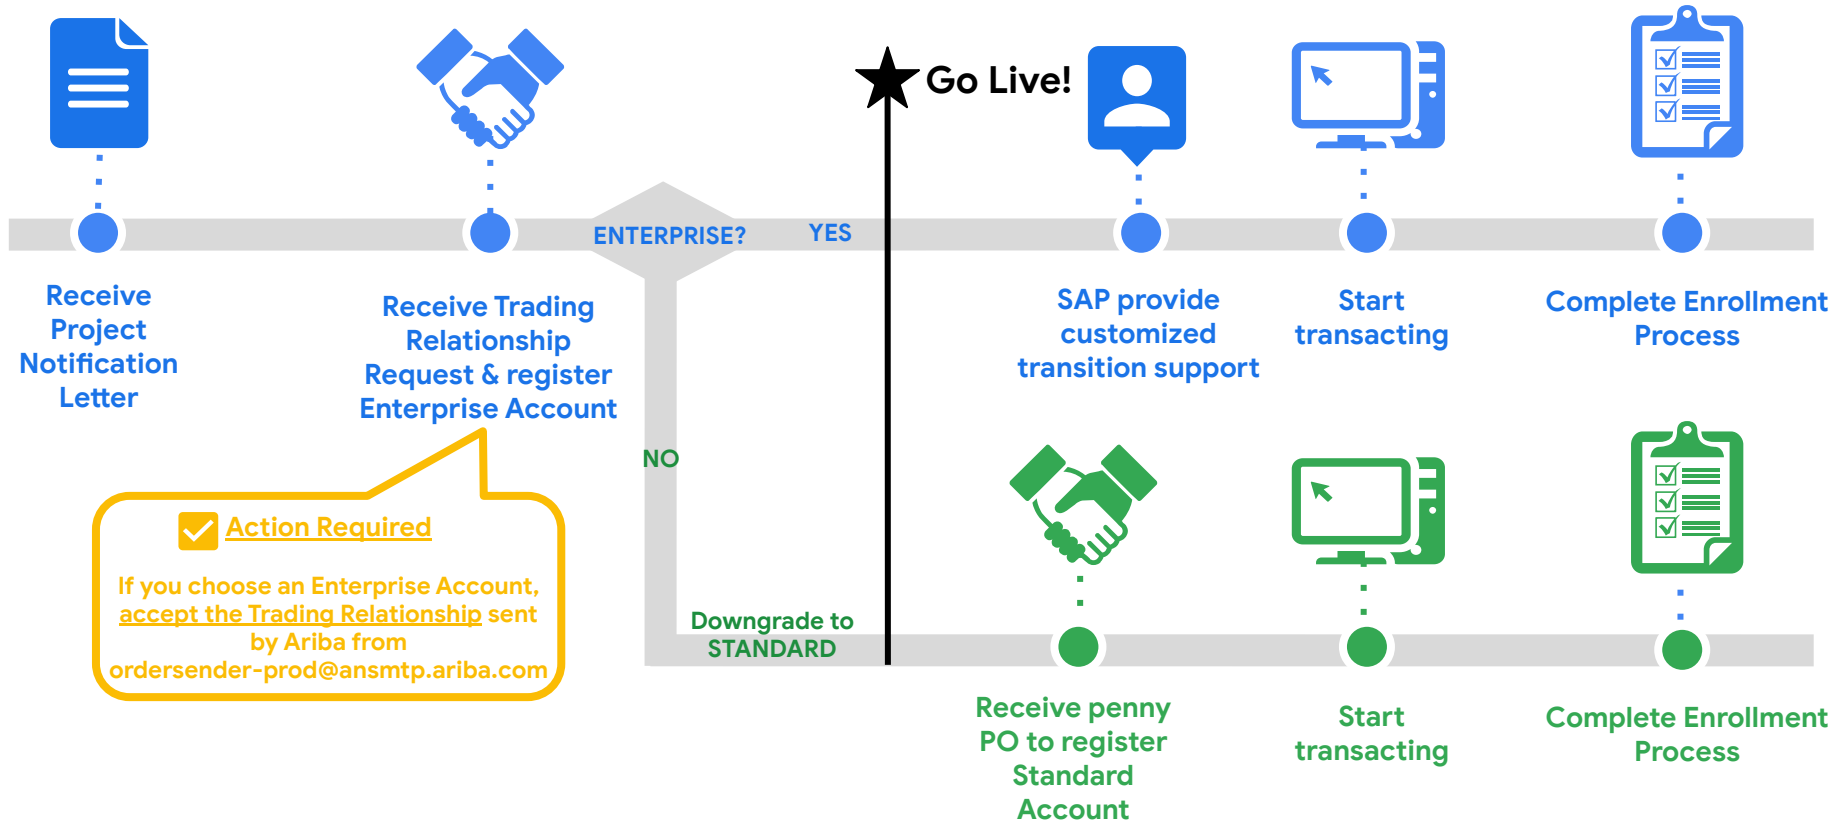 Go Live!
ENTERPRISE?
YES
Receive
Project
Notification
Letter
Receive Trading
Relationship
Request & register
Enterprise Account
SAP provide
customized
transition support
Start
transacting
Complete Enrollment
Process
NO
Action Required
If you choose an Enterprise Account,
accept the Trading Relationship sent
by Ariba from
ordersender-prod@ansmtp.ariba.com
Downgrade to
STANDARD
Receive penny
PO to register
Standard
Account
Start
transacting
Complete Enrollment
Process